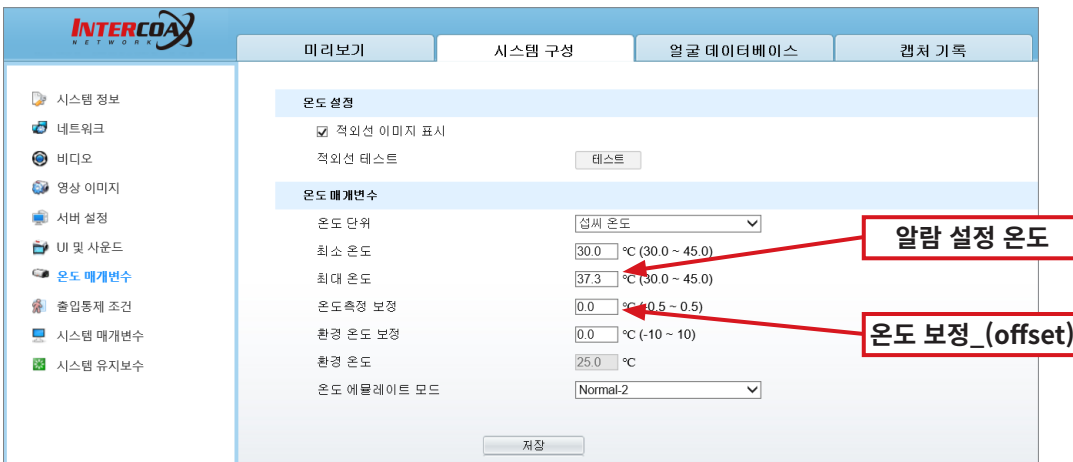 INTERCOAX
NETWORK
미리보기
시스템 구성
얼굴 데이터베이스
캡처 기록
시스템 정보
네트워크
비디오
영상 이미지
서버 설정
UI 및 사운드
온도 매개변수
출입통제 조건
시스템 매개변수
시스템 유지보수
온도 설정
적외선 이미지 표시
적외선 테스트 테스트
온도 매개변수
온도 단위 섭씨 온도
최소 온도 30.0 °C (30.0 ~ 45.0)
최대 온도 37.3 °C (30.0 ~ 45.0)
온도측정 보정 0.0 °C (-0.5 ~ 0.5)
환경 온도 보정 0.0 °C (-10 ~ 10)
환경 온도 25.0 °C
온도 에뮬레이트 모드 Normal-2
저장
알람 설정 온도
온도 보정_(offset)